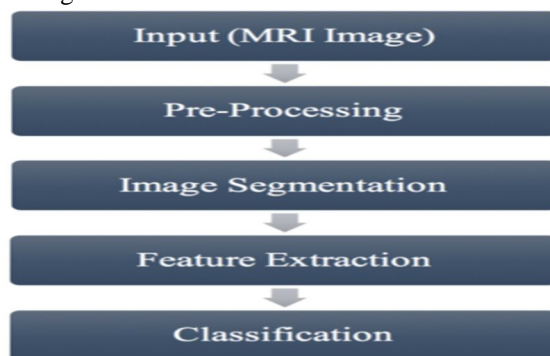 Input (MRI Image)
Pre-Processing
Image Segmentation
Feature Extraction
Classification